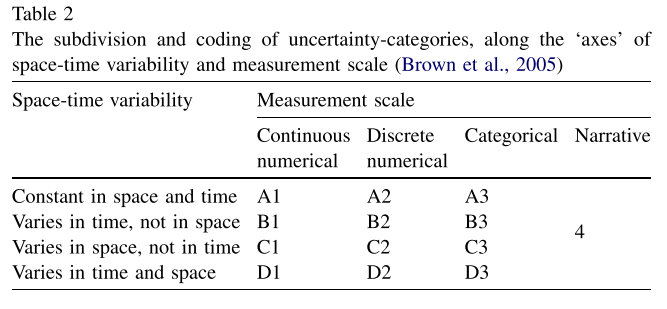 Table 2
The subdivision and coding of uncertainty-categories, along the ‘axes’ of
space-time variability and measurement scale (Brown et al., 2005)
Space-time variability Measurement scale
Continuous numerical Discrete numerical Categorical Narrative
Constant in space and time A1 A2 A3
Varies in time, not in space B1 B2 B3
4
Varies in space, not in time C1 C2 C3
Varies in time and space D1 D2 D3